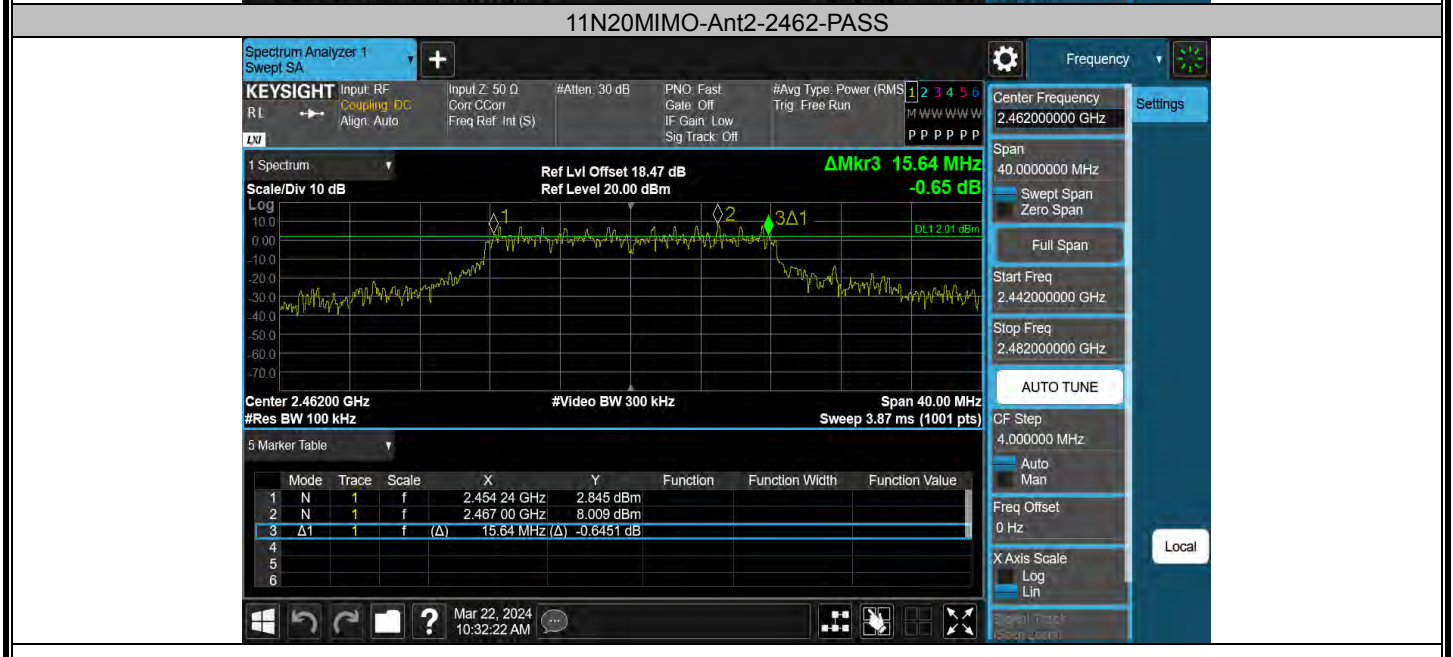 11N20MIMO-Ant2-2462-PASS
Spectrum Analyzer 1
Swept SA
+
Frequency
KEYSIGHT
RL
LXI
Input: RF
Coupling: DC
Align: Auto
Input Z: 50 Ω
Corr CCorr
Freq Ref: Int (S)
#Atten: 30 dB
PNO: Fast
Gate: Off
IF Gain: Low
Sig Track: Off
#Avg Type: Power (RMS
Trig: Free Run
1 2 3 4 5 6
M W W W W W
P P P P P P
1 Spectrum
Scale/Div 10 dB
Ref Lvl Offset 18.47 dB
Ref Level 20.00 dBm
ΔMkr3 15.64 MHz
-0.65 dB
Log
10.0
0.00
-10.0
-20.0
-30.0
-40.0
-50.0
-60.0
-70.0
1
2
3Δ1
DL1 2.01 dBm
Center 2.46200 GHz
#Res BW 100 kHz
#Video BW 300 kHz
Span 40.00 MHz
Sweep 3.87 ms (1001 pts)
5 Marker Table
Mode Trace Scale X Y Function Function Width Function Value
1 N 1 f 2.454 24 GHz 2.845 dBm
2 N 1 f 2.467 00 GHz 8.009 dBm
3 Δ1 1 f (Δ) 15.64 MHz (Δ) -0.6451 dB
4
5
6
?
Mar 22, 2024
10:32:22 AM
Center Frequency
2.462000000 GHz
Settings
Span
40.0000000 MHz
Swept Span
Zero Span
Full Span
Start Freq
2.442000000 GHz
Stop Freq
2.482000000 GHz
AUTO TUNE
CF Step
4.000000 MHz
Auto
Man
Freq Offset
0 Hz
X Axis Scale
Log
Lin
Local
Signal Track
(Span Zoom)